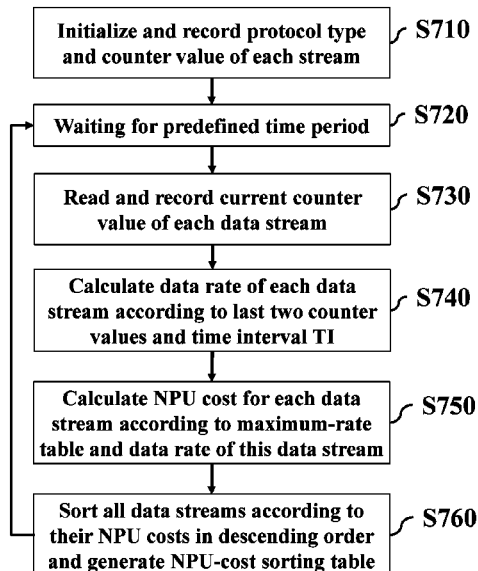 Initialize and record protocol type
and counter value of each stream
S710
Waiting for predefined time period
S720
Read and record current counter
value of each data stream
S730
Calculate data rate of each data
stream according to last two counter
values and time interval TI
S740
Calculate NPU cost for each data
stream according to maximum-rate
table and data rate of this data stream
S750
Sort all data streams according to
their NPU costs in descending order
and generate NPU-cost sorting table
S760